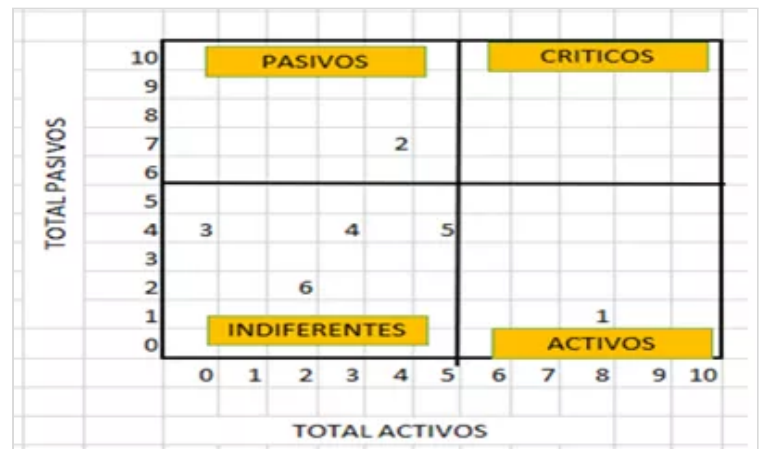 10 PASIVOS CRITICOS
9
8
7 2
6
5
4 3 4 5
3
2 6
1 1
INDIFERENTES
0 ACTIVOS
0 1 2 3 4 5 6 7 8 9 10
TOTAL PASIVOS
TOTAL ACTIVOS